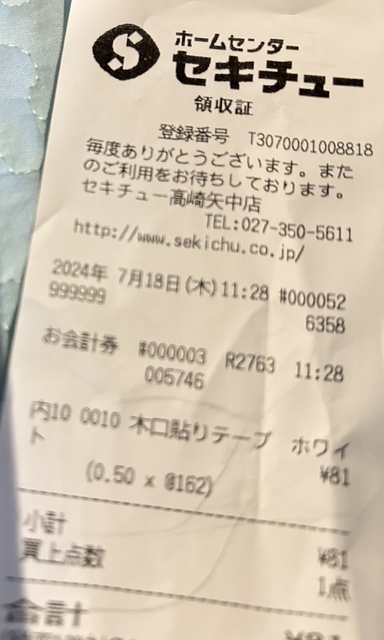 ホームセンター
セキチュー
領収証
登録番号 T3070001008818
毎度ありがとうございます。また
のご利用をお待ちしております。
セキチュー高崎矢中店
TEL:027-350-5611
http://www.sekichu.co.jp/
2024年 7月18日(木)11:28 #000052
999999 6358
お会計券 #000003 R2763 11:28
005746
内10 0010 木口貼りテープ ホワイ
ト ¥81
(0.50 x @162)
小計 ¥81
買上点数 1点
合計